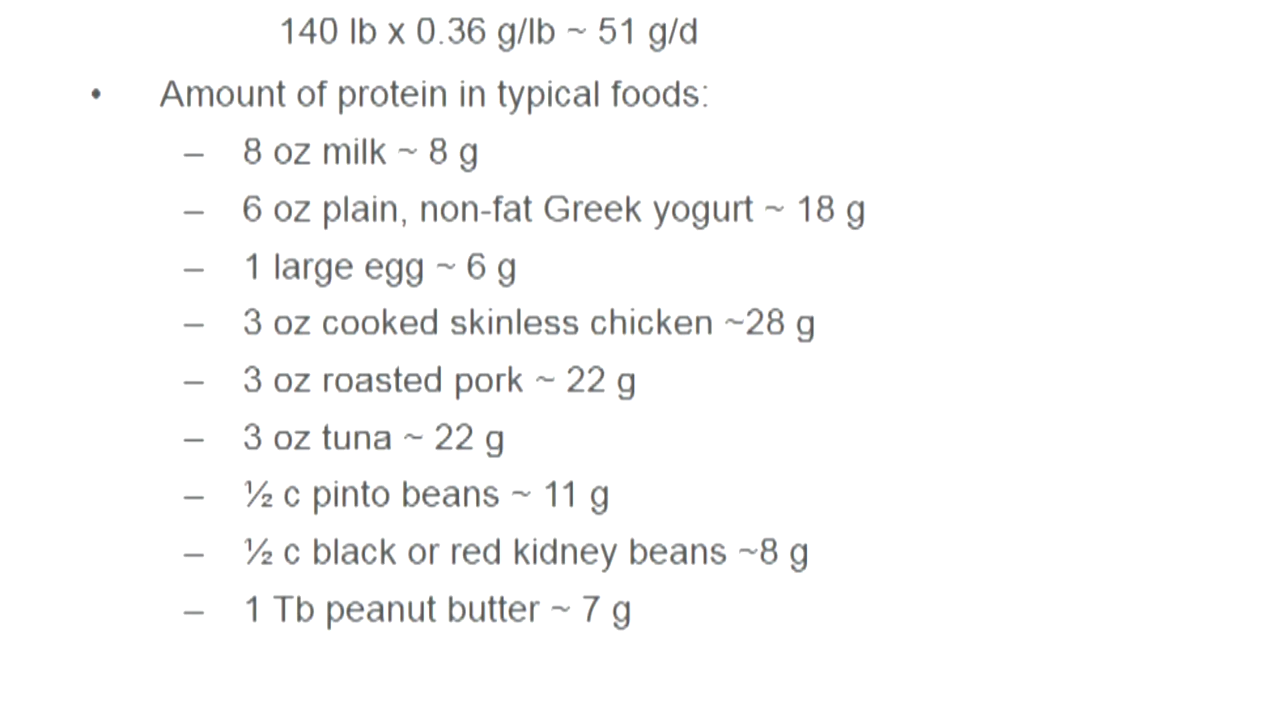 140 lb x 0.36 g/lb ~ 51 g/d
• Amount of protein in typical foods:
– 8 oz milk ~ 8 g
– 6 oz plain, non-fat Greek yogurt ~ 18 g
– 1 large egg ~ 6 g
– 3 oz cooked skinless chicken ~28 g
– 3 oz roasted pork ~ 22 g
– 3 oz tuna ~ 22 g
– ½ c pinto beans ~ 11 g
– ½ c black or red kidney beans ~8 g
– 1 Tb peanut butter ~ 7 g